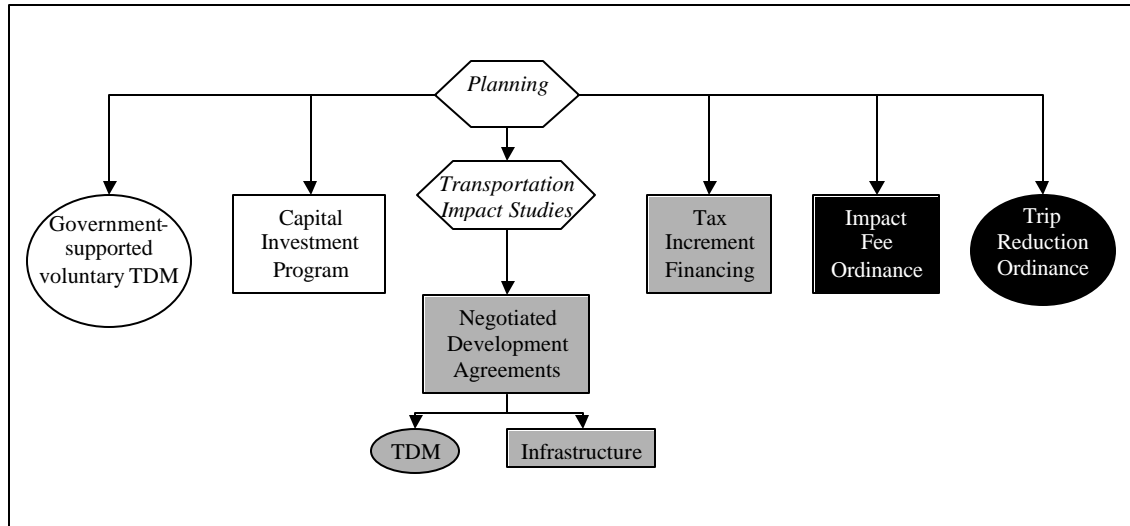 Planning
Transportation
Impact Studies
Government-
supported
voluntary TDM
Capital
Investment
Program
Tax
Increment
Financing
Impact
Fee
Ordinance
Trip
Reduction
Ordinance
Negotiated
Development
Agreements
TDM
Infrastructure